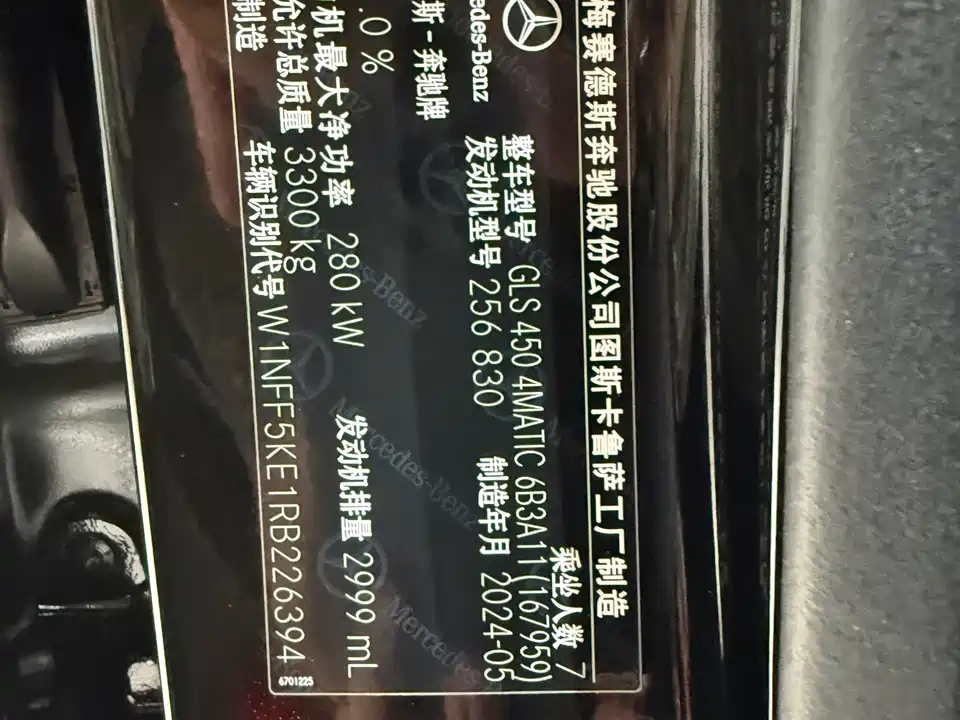 梅赛德斯奔驰股份公司图斯卡鲁萨工厂制造
乘坐人数 7
整车型号 GLS 450 4MATIC 6B3A11(167959)
edes-Benz 发动机型号 256 830 制造年月 2024-05
斯-奔驰牌
.0 %
机最大净功率 280 kW 发动机排量 2999 mL
允许总质量 3300 kg
制造 车辆识别代号 W1NFF5KE1RB226394
6701225
Mercedes-Benz